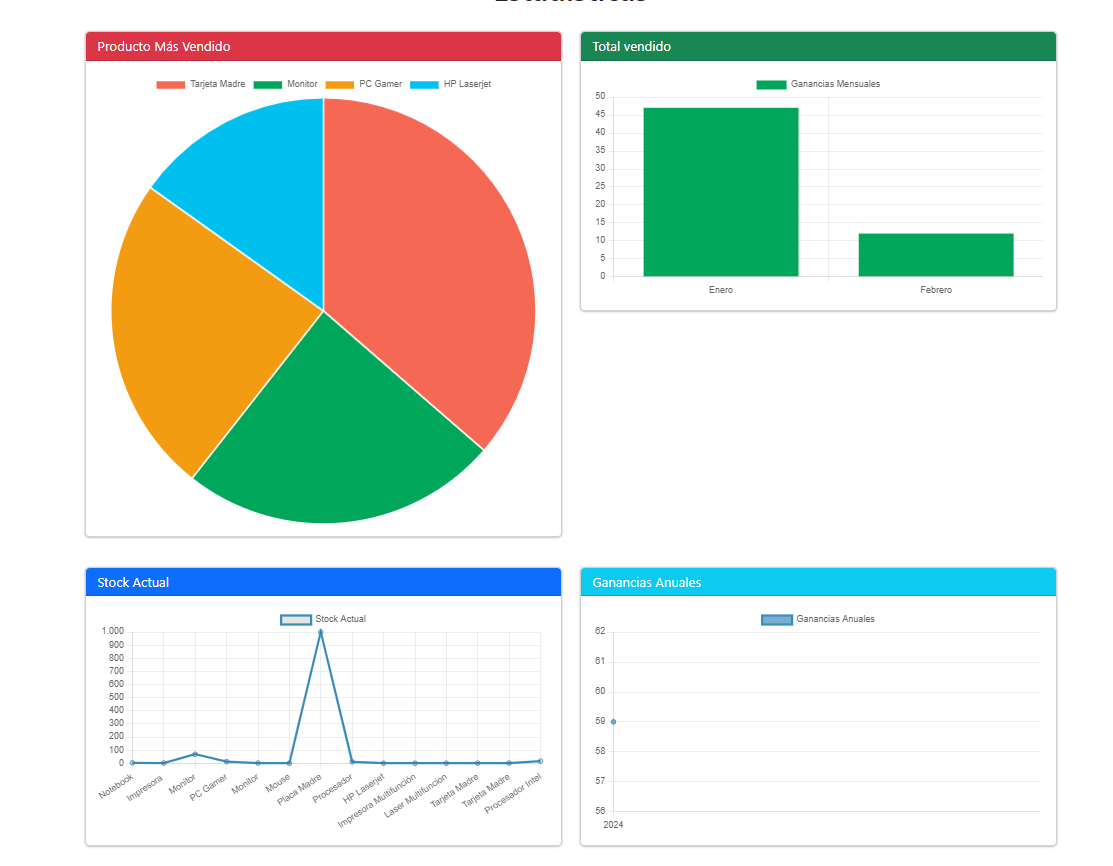 Estadísticas
Producto Más Vendido
Tarjeta Madre Monitor PC Gamer HP Laserjet
Total vendido
Ganancias Mensuales
50
45
40
35
30
25
20
15
10
5
0
Enero Febrero
Stock Actual
Stock Actual
1.000
900
800
700
600
500
400
300
200
100
0
Notebook
Impresora
Monitor
PC Gamer
Monitor
Mouse
Placa Madre
Procesador
HP Laserjet
Impresora Multifunción
Laser Multifuncion
Tarjeta Madre
Tarjeta Madre
Procesador Intel
Ganancias Anuales
Ganancias Anuales
62
61
60
59
58
57
56
2024